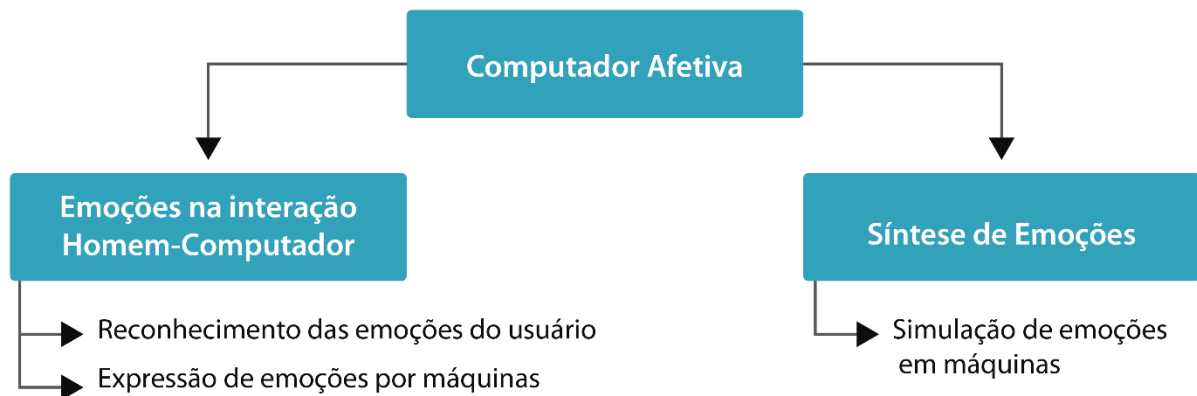 Computador Afetiva
Emoções na interação
Homem-Computador
Reconhecimento das emoções do usuário
Expressão de emoções por máquinas
Síntese de Emoções
Simulação de emoções
em máquinas